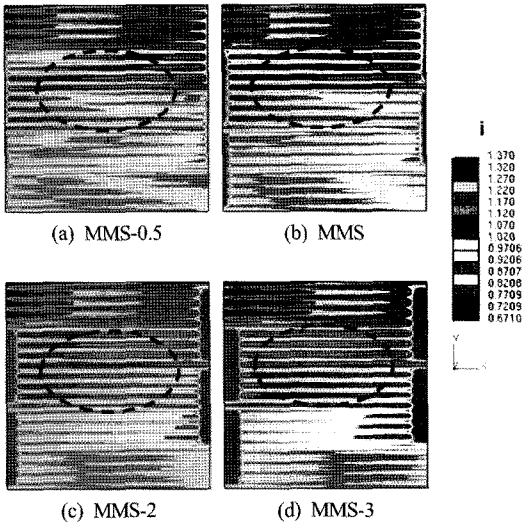 (a) MMS-0.5
(b) MMS
i
1.370
1.320
1.270
1.220
1.170
1.120
1.070
1.020
0.9706
0.9206
0.8707
0.8208
0.7709
0.7209
0.6710
Y
X
(c) MMS-2
(d) MMS-3